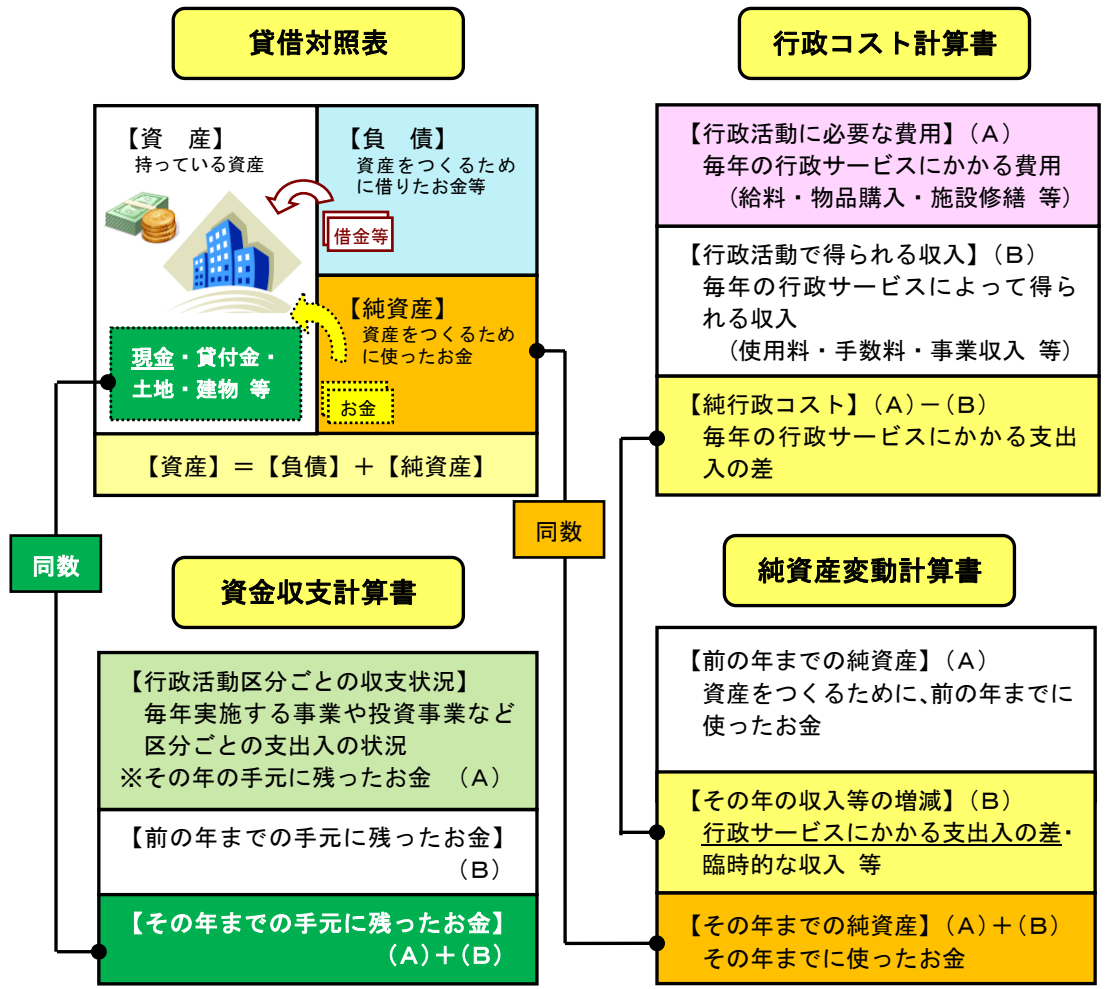 貸借対照表
【資　産】
持っている資産
現金・貸付金・
土地・建物 等
【負　債】
資産をつくるため
に借りたお金等
借金等
【純資産】
資産をつくるため
に使ったお金
お金
【資産】＝【負債】＋【純資産】
同数
同数
資金収支計算書
【行政活動区分ごとの収支状況】
毎年実施する事業や投資事業など
区分ごとの支出入の状況
※その年の手元に残ったお金　（Ａ）
【前の年までの手元に残ったお金】
（Ｂ）
【その年までの手元に残ったお金】
（Ａ）＋（Ｂ）
行政コスト計算書
【行政活動に必要な費用】（Ａ）
毎年の行政サービスにかかる費用
（給料・物品購入・施設修繕 等）
【行政活動で得られる収入】（Ｂ）
毎年の行政サービスによって得ら
れる収入
（使用料・手数料・事業収入 等）
【純行政コスト】（Ａ）－（Ｂ）
毎年の行政サービスにかかる支出
入の差
純資産変動計算書
【前の年までの純資産】（Ａ）
資産をつくるために、前の年までに
使ったお金
【その年の収入等の増減】（Ｂ）
行政サービスにかかる支出入の差・
臨時的な収入 等
【その年までの純資産】（Ａ）＋（Ｂ）
その年までに使ったお金